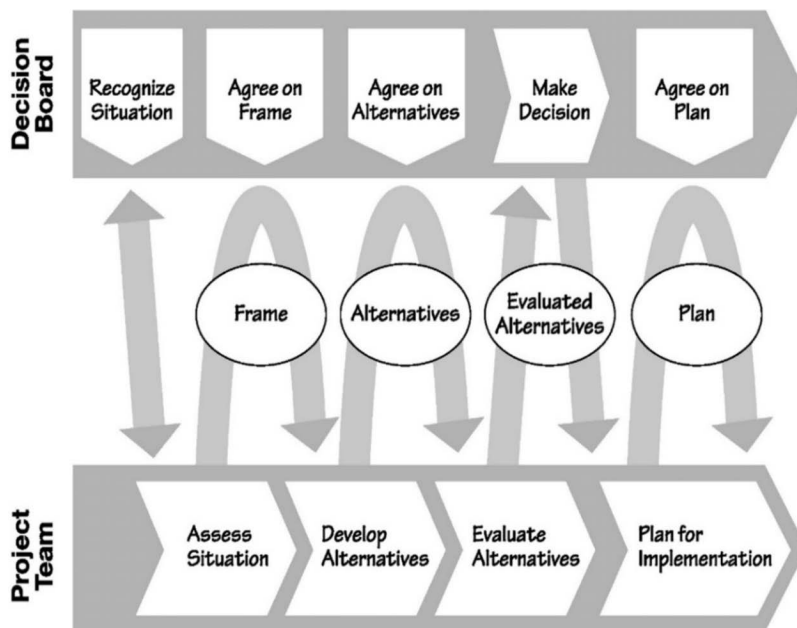 Decision
Board
Recognize
Situation
Agree on
Frame
Agree on
Alternatives
Make
Decision
Agree on
Plan
Frame
Alternatives
Evaluated
Alternatives
Plan
Project
Team
Assess
Situation
Develop
Alternatives
Evaluate
Alternatives
Plan for
Implementation